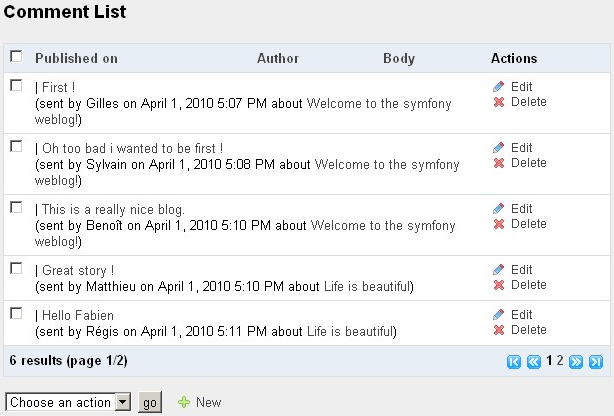 Comment List
Published on Author Body Actions
| First ! Edit
(sent by Gilles on April 1, 2010 5:07 PM about Welcome to the symfony Delete
weblog!)
| Oh too bad i wanted to be first ! Edit
(sent by Sylvain on April 1, 2010 5:08 PM about Welcome to the symfony Delete
weblog!)
| This is a really nice blog. Edit
(sent by Benoît on April 1, 2010 5:10 PM about Welcome to the symfony Delete
weblog!)
| Great story ! Edit
(sent by Matthieu on April 1, 2010 5:10 PM about Life is beautiful) Delete
| Hello Fabien Edit
(sent by Régis on April 1, 2010 5:11 PM about Life is beautiful) Delete
6 results (page 1/2) 1 2
Choose an action go New